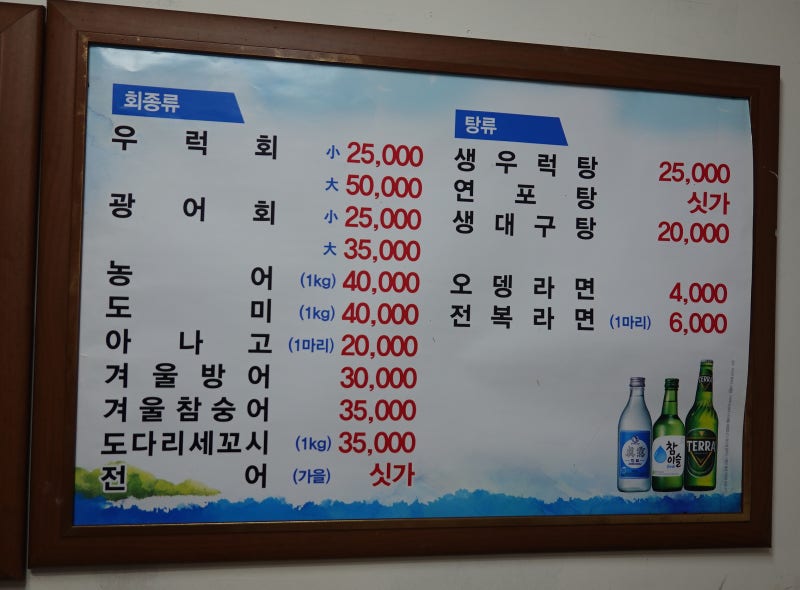 회종류
우럭회 小 25,000
大 50,000
광어회 小 25,000
大 35,000
농어 (1kg) 40,000
도미 (1kg) 40,000
아나고 (1마리) 20,000
겨울방어 30,000
겨울참숭어 35,000
도다리세꼬시 (1kg) 35,000
전어 (가을) 싯가
탕류
생우럭탕 25,000
연포탕 싯가
생대구탕 20,000
오뎅라면 4,000
전복라면 (1마리) 6,000
眞露
참이슬
TERRA
TERRA